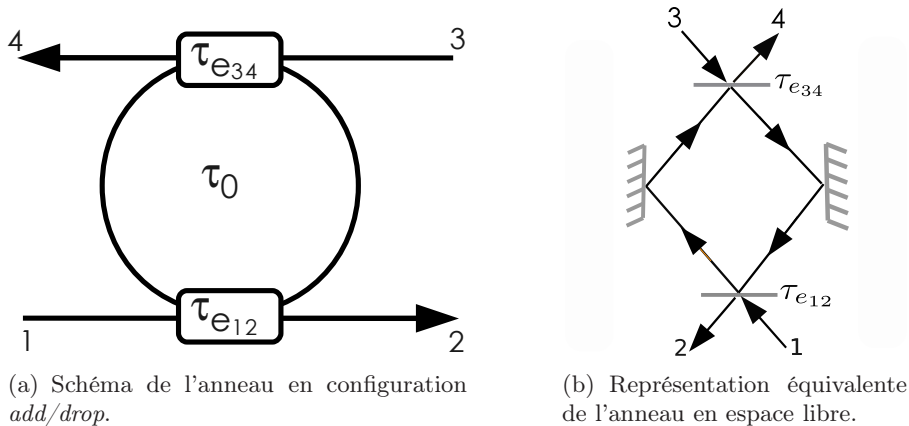 4
τe34
3
τ0
τe12
1
2
(a) Schéma de l'anneau en configuration
add/drop.
3
4
τe34
τe12
2
1
(b) Représentation équivalente
de l'anneau en espace libre.